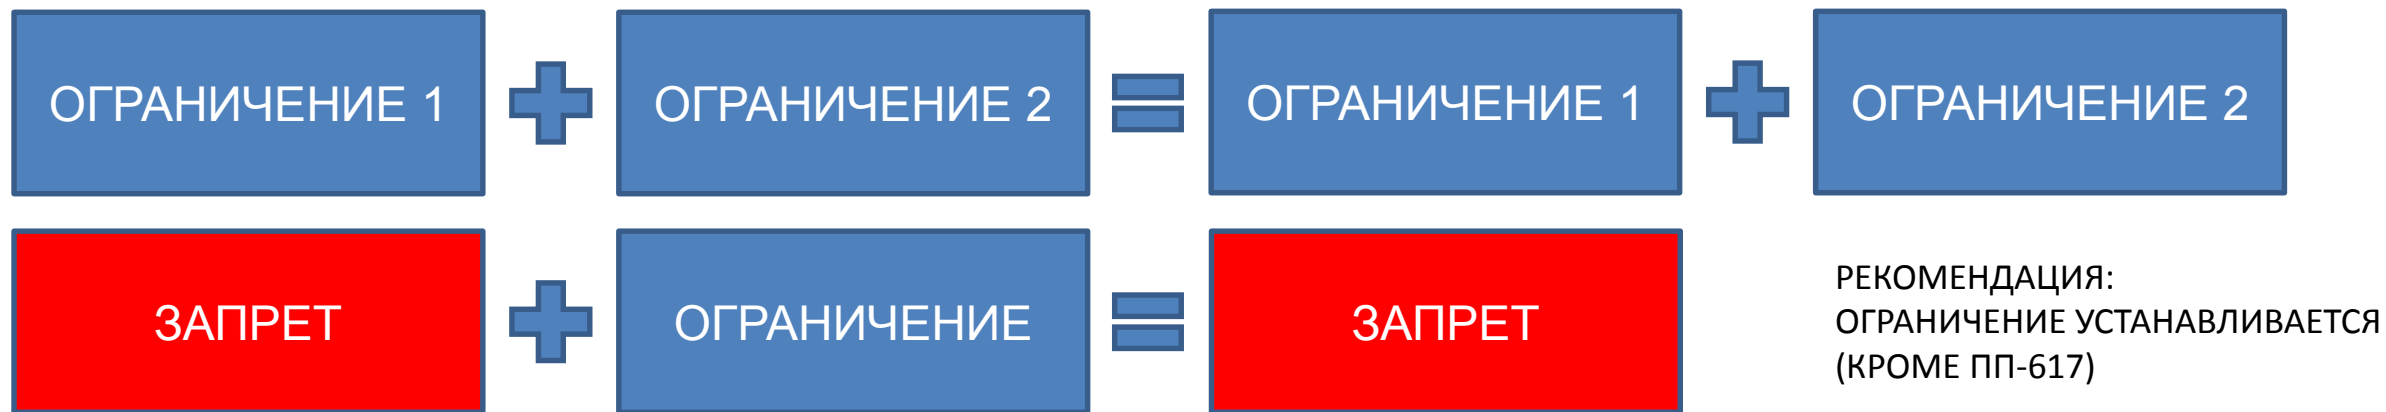 ОГРАНИЧЕНИЕ 1
ОГРАНИЧЕНИЕ 2
ОГРАНИЧЕНИЕ 1
ОГРАНИЧЕНИЕ 2
ЗАПРЕТ
ОГРАНИЧЕНИЕ
ЗАПРЕТ
РЕКОМЕНДАЦИЯ:
ОГРАНИЧЕНИЕ УСТАНАВЛИВАЕТСЯ
(КРОМЕ ПП-617)